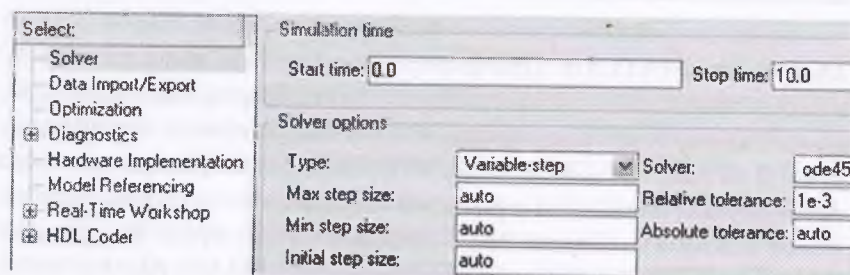 Select:
Solver
Data Import/Export
Optimization
Diagnostics
Hardware Implementation
Model Referencing
Real-Time Workshop
HDL Coder
Simulation time
Start time: 0.0 Stop time: 10.0
Solver options
Type: Variable-step Solver: ode45
Max step size: auto Relative tolerance: 1e-3
Min step size: auto Absolute tolerance: auto
Initial step size: auto